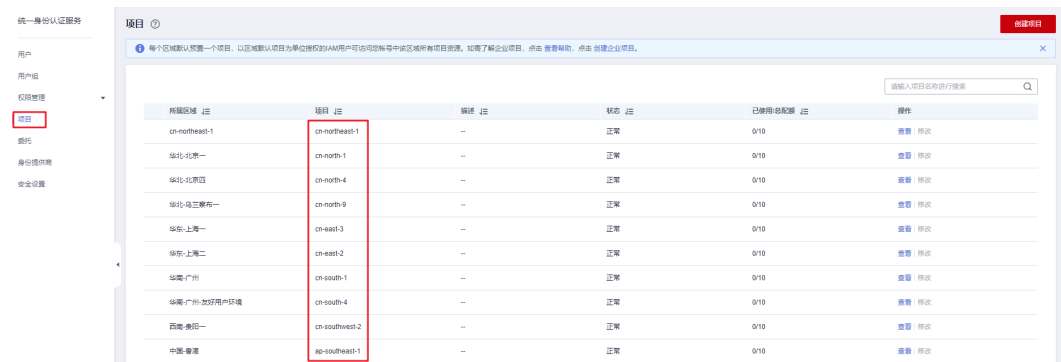 统一身份认证服务
用户
用户组
权限管理
项目
委托
身份提供商
安全设置
项目
创建项目
每个区域默认预置一个项目，以区域默认项目为单位授权的IAM用户可访问您帐号中该区域所有项目资源。如需了解企业项目，点击 查看帮助，点击 创建企业项目。
请输入项目名称进行搜索
所属区域 项目 描述 状态 已使用/总配额 操作
cn-northeast-1 cn-northeast-1 -- 正常 0/10 查看 | 修改
华北-北京一 cn-north-1 -- 正常 0/10 查看 | 修改
华北-北京四 cn-north-4 -- 正常 0/10 查看 | 修改
华北-乌兰察布一 cn-north-9 -- 正常 0/10 查看 | 修改
华东-上海一 cn-east-3 -- 正常 0/10 查看 | 修改
华东-上海二 cn-east-2 -- 正常 0/10 查看 | 修改
华南-广州 cn-south-1 -- 正常 0/10 查看 | 修改
华南-广州-友好用户环境 cn-south-4 -- 正常 0/10 查看 | 修改
西南-贵阳一 cn-southwest-2 -- 正常 0/10 查看 | 修改
中国-香港 ap-southeast-1 -- 正常 0/10 查看 | 修改